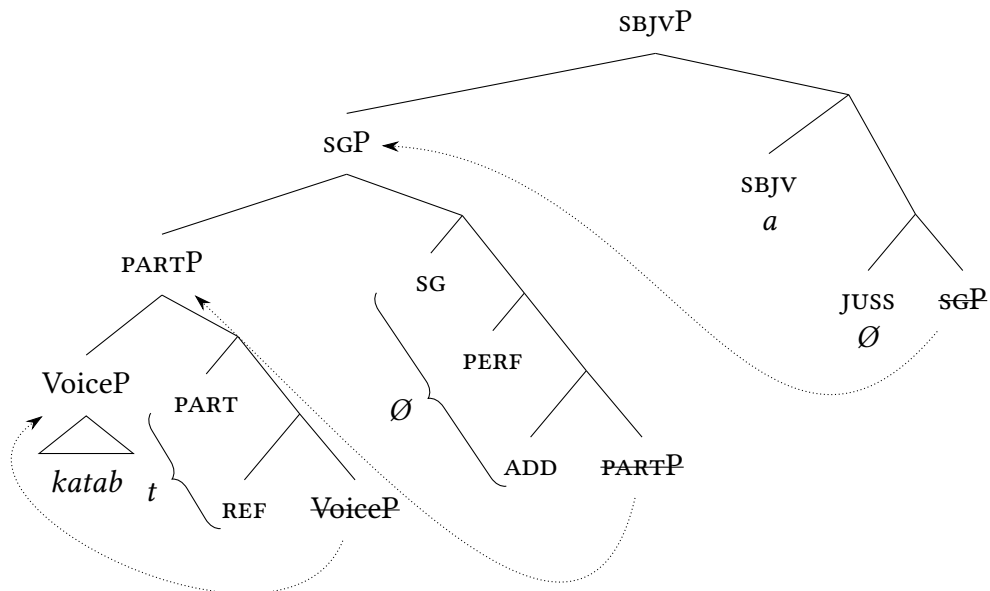 SBJVP
SGP
SBJV
a
PARTP
SG
JUSS
SGP
Ø
PERF
VoiceP
PART
Ø
ADD
PARTP
katab
t
REF
VoiceP